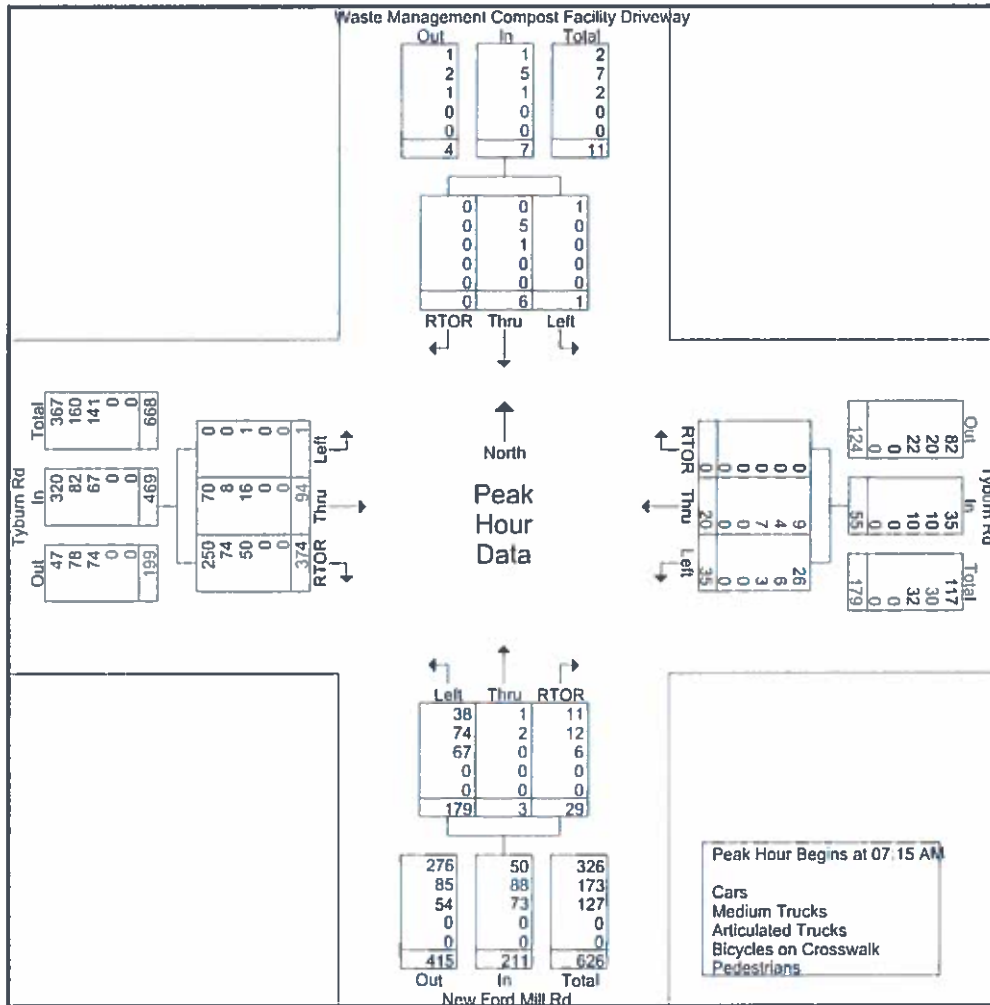 Waste Management Compost Facility Driveway
Out In Total
1 1 2
2 5 7
1 1 2
0 0 0
0 0 0
4 7 11
0 0 1
0 5 0
0 1 0
0 0 0
0 0 0
0 6 1
RTOR Thru Left
Tyburn Rd
Total
367 160 141 0 0 668
In
320 82 67 0 0 469
Out
47 78 74 0 0 199
0 0 1 0 0 1
Left
70 8 16 0 0 94
Thru
250 74 50 0 0 374
RTOR
North
Peak
Hour
Data
RTOR
0 0 0 0 0 0
Thru
9 4 7 0 0 20
Left
26 6 3 0 0 35
Out
82 20 22 0 0 124
In
35 10 10 0 0 55
Total
117 30 32 0 0 179
Tyburn Rd
Left Thru RTOR
38 1 11
74 2 12
67 0 6
0 0 0
0 0 0
179 3 29
276 50 326
85 88 173
54 73 127
0 0 0
0 0 0
415 211 626
Out In Total
New Ford Mill Rd
Peak Hour Begins at 07:15 AM
Cars
Medium Trucks
Articulated Trucks
Bicycles on Crosswalk
Pedestrians